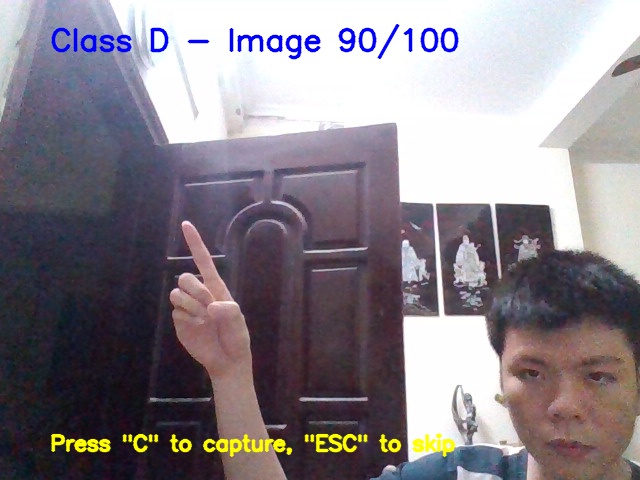 Class D - Image 90/100
Press "C" to capture, "ESC" to skip